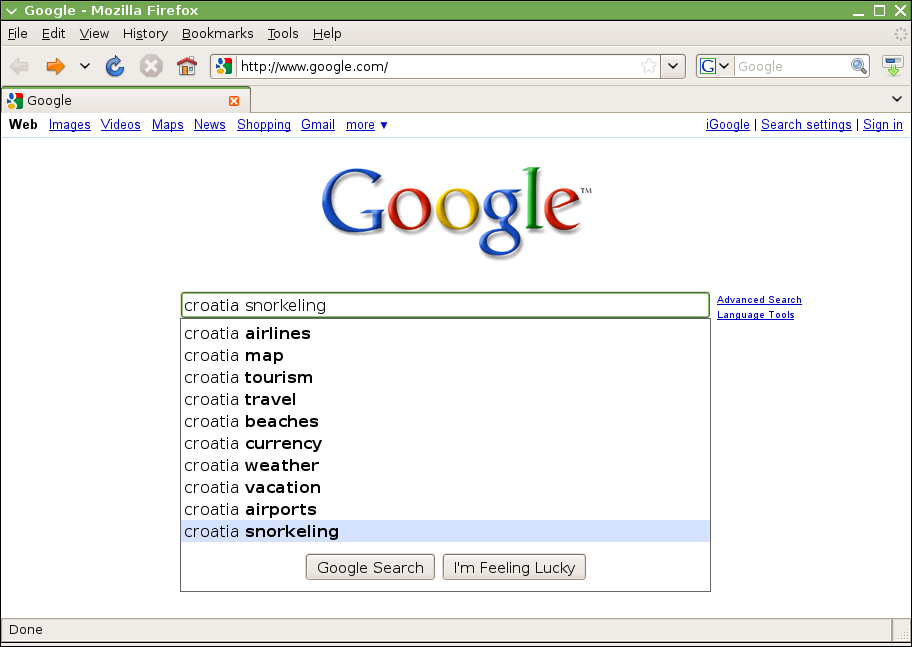 Google - Mozilla Firefox
File Edit View History Bookmarks Tools Help
http://www.google.com/ G Google
Google
Web Images Videos Maps News Shopping Gmail more ▼ iGoogle | Search settings | Sign in
Google™
croatia snorkeling Advanced Search
Language Tools
croatia airlines
croatia map
croatia tourism
croatia travel
croatia beaches
croatia currency
croatia weather
croatia vacation
croatia airports
croatia snorkeling
Google Search I'm Feeling Lucky
Done